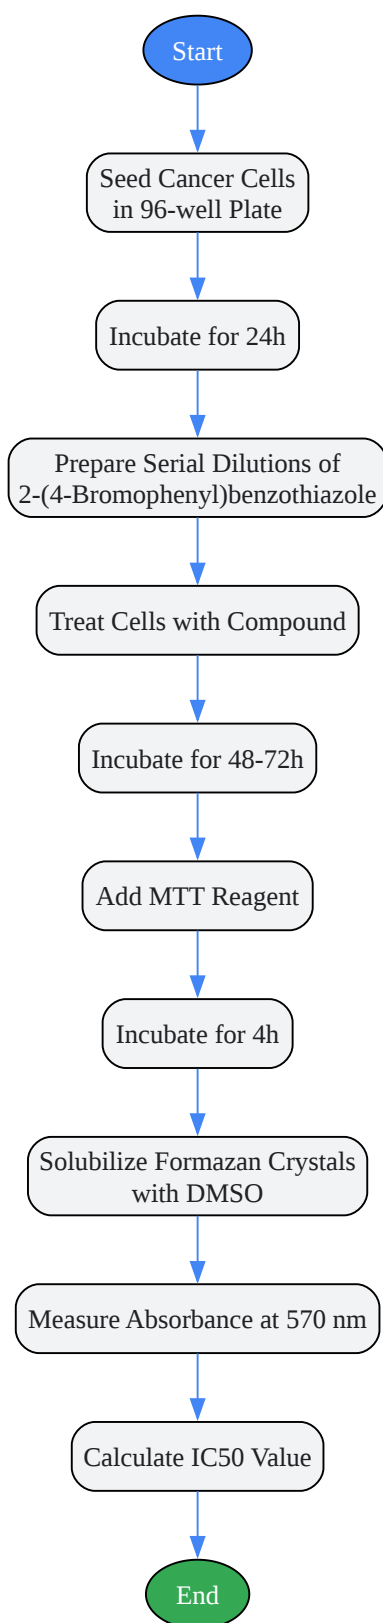 Start
Seed Cancer Cells
in 96-well Plate
Incubate for 24h
Prepare Serial Dilutions of
2-(4-Bromophenyl)benzothiazole
Treat Cells with Compound
Incubate for 48-72h
Add MTT Reagent
Incubate for 4h
Solubilize Formazan Crystals
with DMSO
Measure Absorbance at 570 nm
Calculate IC50 Value
End